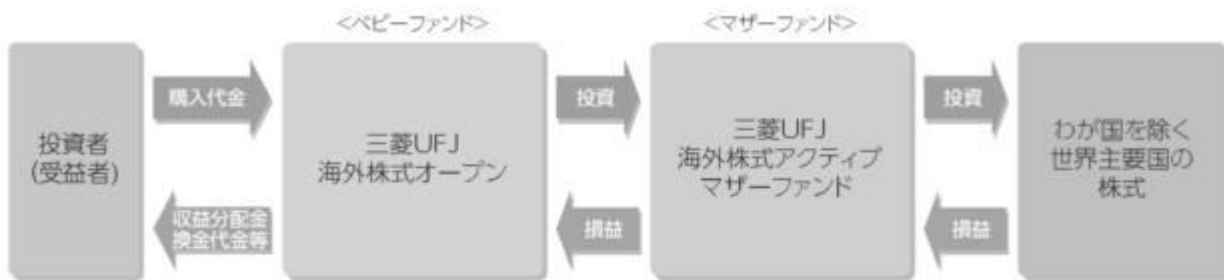 <ベビーファンド>
<マザーファンド>
投資者
(受益者)
購入代金
収益分配金
換金代金等
三菱UFJ
海外株式オープン
投資
損益
三菱UFJ
海外株式アクティブ
マザーファンド
投資
損益
わが国を除く
世界主要国の
株式